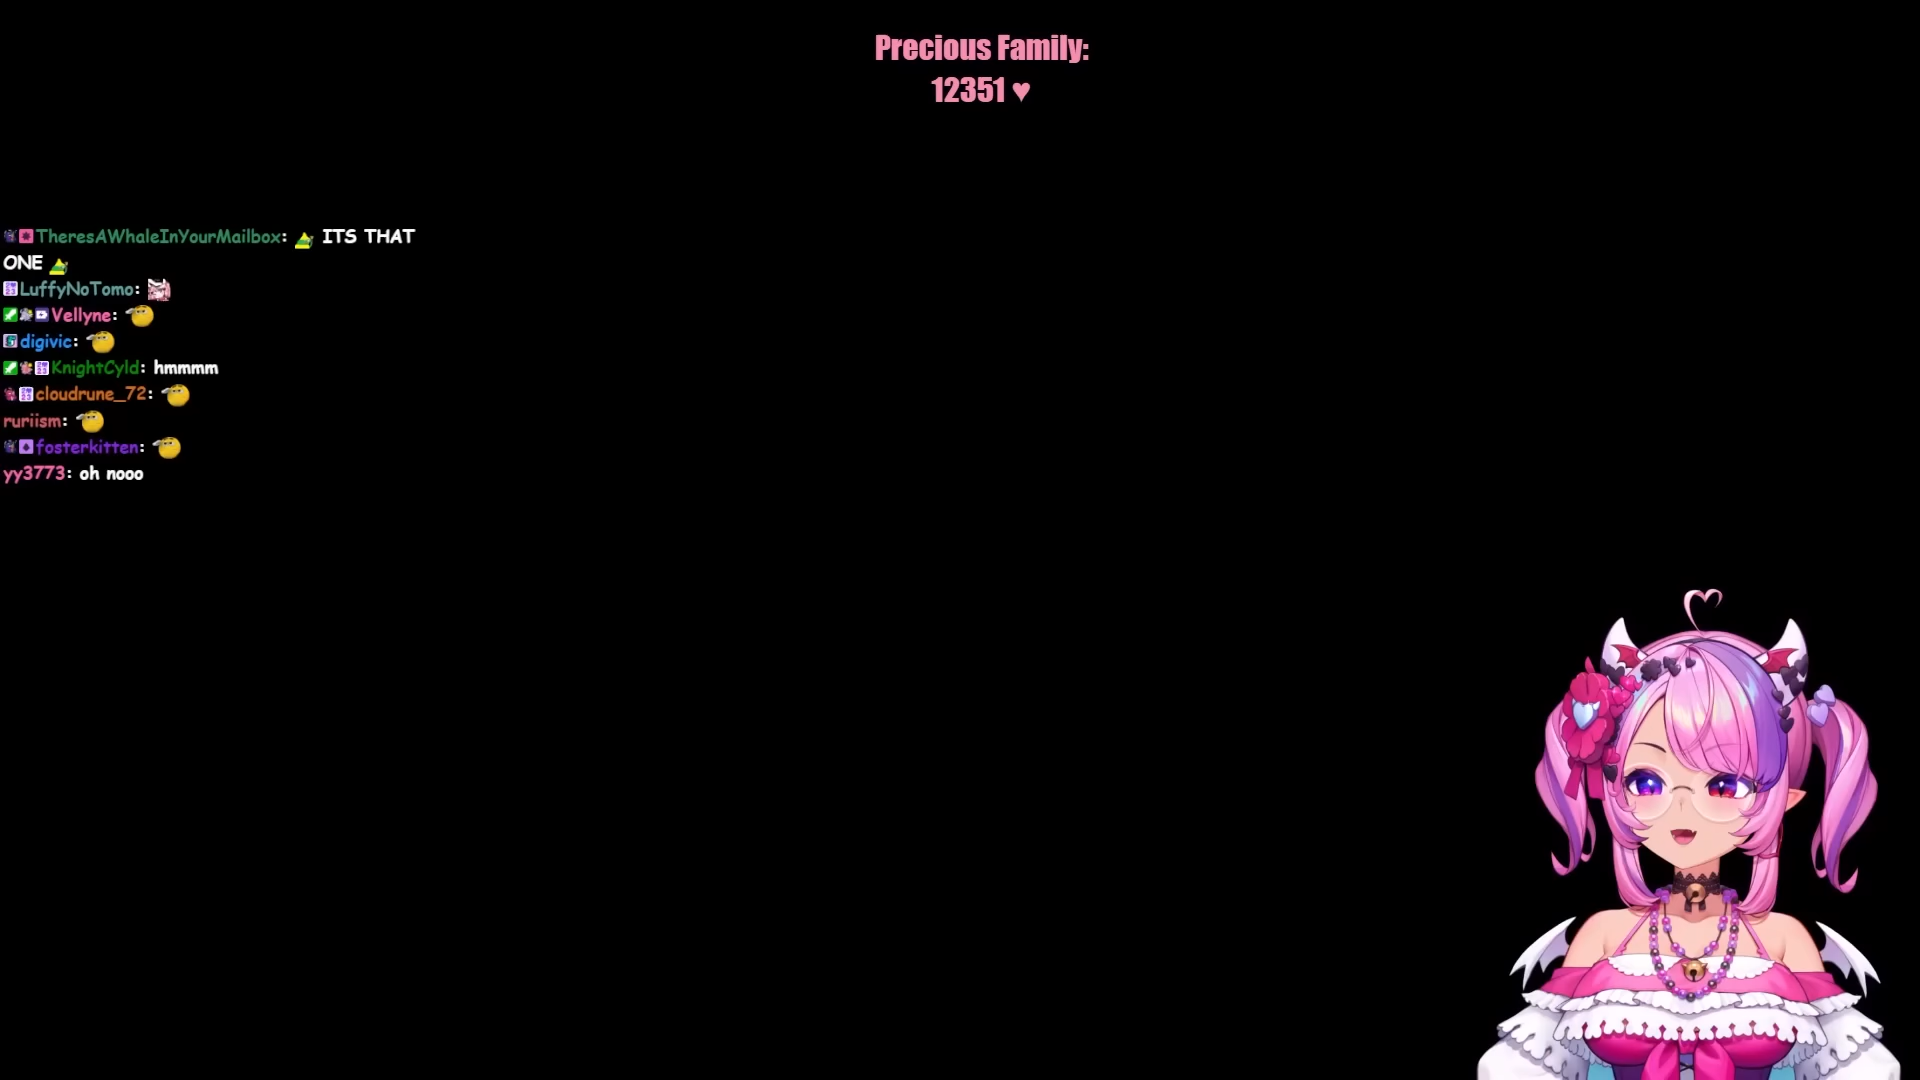 Precious Family:
12351 ♥
TheresAWhaleInYourMailbox: ITS THAT
ONE
LuffyNoTomo:
Vellyne:
digivic:
KnightCyld: hmmmm
cloudrune_72:
ruriism:
fosterkitten:
yy3773: oh nooo